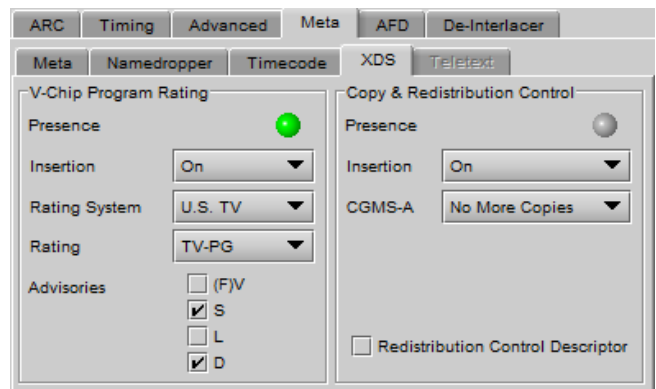 ARC Timing Advanced Meta AFD De-Interlacer
Meta Namedropper Timecode XDS Teletext
V-Chip Program Rating
Presence
Insertion On
Rating System U.S. TV
Rating TV-PG
Advisories (F)V
S
L
D
Copy & Redistribution Control
Presence
Insertion On
CGMS-A No More Copies
Redistribution Control Descriptor